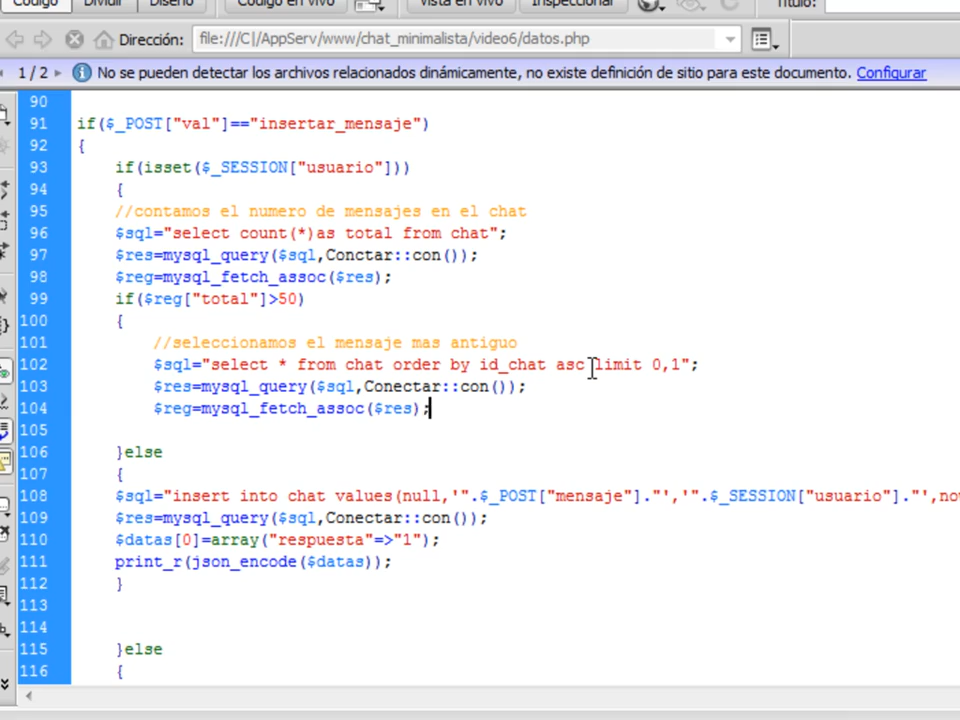 Código Dividir Diseño Código en vivo Vista en vivo Inspeccionar Título:
Dirección: file:///C|/AppServ/www/chat_minimalista/video6/datos.php
1 / 2 No se pueden detectar los archivos relacionados dinámicamente, no existe definición de sitio para este documento. Configurar
90
91 if($_POST["val"]=="insertar_mensaje")
92 {
93 if(isset($_SESSION["usuario"]))
94 {
95 //contamos el numero de mensajes en el chat
96 $sql="select count(*)as total from chat";
97 $res=mysql_query($sql,Conctar::con());
98 $reg=mysql_fetch_assoc($res);
99 if($reg["total"]>50)
100 {
101 //seleccionamos el mensaje mas antiguo
102 $sql="select * from chat order by id_chat asc limit 0,1";
103 $res=mysql_query($sql,Conectar::con());
104 $reg=mysql_fetch_assoc($res);
105
106 }else
107 {
108 $sql="insert into chat values(null,'".$_POST["mensaje"]."','".$_SESSION["usuario"]."',no
109 $res=mysql_query($sql,Conectar::con());
110 $datas[0]=array("respuesta"=>"1");
111 print_r(json_encode($datas));
112 }
113
114
115 }else
116 {